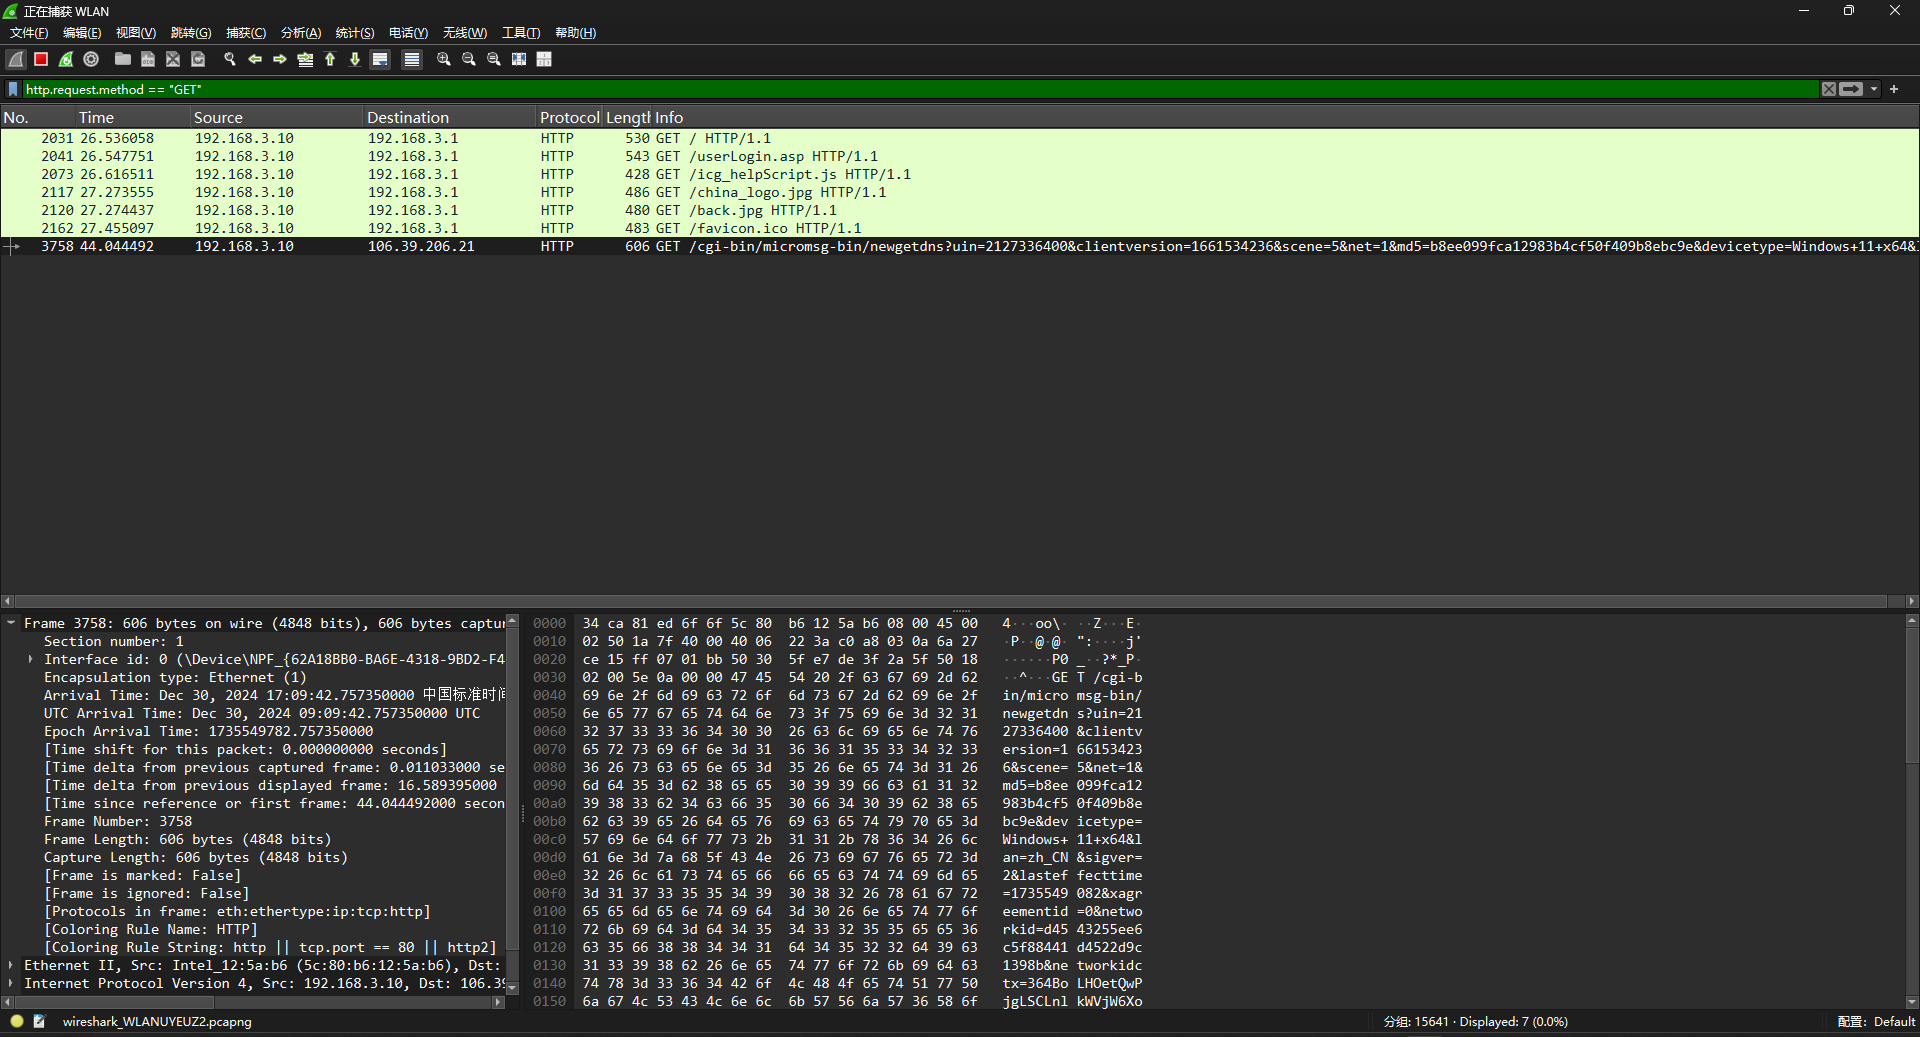 正在捕获 WLAN
文件(F) 编辑(E) 视图(V) 跳转(G) 捕获(C) 分析(A) 统计(S) 电话(Y) 无线(W) 工具(T) 帮助(H)
http.request.method == "GET"
No. Time Source Destination Protocol Length Info
2031 26.536058 192.168.3.10 192.168.3.1 HTTP 530 GET / HTTP/1.1
2041 26.547751 192.168.3.10 192.168.3.1 HTTP 543 GET /userLogin.asp HTTP/1.1
2073 26.616511 192.168.3.10 192.168.3.1 HTTP 428 GET /icg_helpScript.js HTTP/1.1
2117 27.273555 192.168.3.10 192.168.3.1 HTTP 486 GET /china_logo.jpg HTTP/1.1
2120 27.274437 192.168.3.10 192.168.3.1 HTTP 480 GET /back.jpg HTTP/1.1
2162 27.455097 192.168.3.10 192.168.3.1 HTTP 483 GET /favicon.ico HTTP/1.1
3758 44.044492 192.168.3.10 106.39.206.21 HTTP 606 GET /cgi-bin/micromsg-bin/newgetdns?uin=2127336400&clientversion=1661534236&scene=5&net=1&md5=b8ee099fca12983b4cf50f409b8ebc9e&devicetype=Windows+11+x64&
Frame 3758: 606 bytes on wire (4848 bits), 606 bytes captur
Section number: 1
Interface id: 0 (\Device\NPF_{62A18BB0-BA6E-4318-9BD2-F4
Encapsulation type: Ethernet (1)
Arrival Time: Dec 30, 2024 17:09:42.757350000 中国标准时间
UTC Arrival Time: Dec 30, 2024 09:09:42.757350000 UTC
Epoch Arrival Time: 1735549782.757350000
[Time shift for this packet: 0.000000000 seconds]
[Time delta from previous captured frame: 0.011033000 se
[Time delta from previous displayed frame: 16.589395000
[Time since reference or first frame: 44.044492000 secon
Frame Number: 3758
Frame Length: 606 bytes (4848 bits)
Capture Length: 606 bytes (4848 bits)
[Frame is marked: False]
[Frame is ignored: False]
[Protocols in frame: eth:ethertype:ip:tcp:http]
[Coloring Rule Name: HTTP]
[Coloring Rule String: http || tcp.port == 80 || http2]
Ethernet II, Src: Intel_12:5a:b6 (5c:80:b6:12:5a:b6), Dst:
Internet Protocol Version 4, Src: 192.168.3.10, Dst: 106.39
0000 34 ca 81 ed 6f 6f 5c 80 b6 12 5a b6 08 00 45 00 4···oo\· ··Z···E·
0010 02 50 1a 7f 40 00 40 06 22 3a c0 a8 03 0a 6a 27 ·P··@·@· ":····j'
0020 ce 15 ff 07 01 bb 50 30 5f e7 de 3f 2a 5f 50 18 ······P0 _··?*_P·
0030 02 00 5e 0a 00 00 47 45 54 20 2f 63 67 69 2d 62 ··^···GE T /cgi-b
0040 69 6e 2f 6d 69 63 72 6f 6d 73 67 2d 62 69 6e 2f in/micro msg-bin/
0050 6e 65 77 67 65 74 64 6e 73 3f 75 69 6e 3d 32 31 newgetdn s?uin=21
0060 32 37 33 33 36 34 30 30 26 63 6c 69 65 6e 74 76 27336400 &clientv
0070 65 72 73 69 6f 6e 3d 31 36 36 31 35 33 34 32 33 ersion=1 66153423
0080 36 26 73 63 65 6e 65 3d 35 26 6e 65 74 3d 31 26 6&scene= 5&net=1&
0090 6d 64 35 3d 62 38 65 65 30 39 39 66 63 61 31 32 md5=b8ee 099fca12
00a0 39 38 33 62 34 63 66 35 30 66 34 30 39 62 38 65 983b4cf5 0f409b8e
00b0 62 63 39 65 26 64 65 76 69 63 65 74 79 70 65 3d bc9e&dev icetype=
00c0 57 69 6e 64 6f 77 73 2b 31 31 2b 78 36 34 26 6c Windows+ 11+x64&l
00d0 61 6e 3d 7a 68 5f 43 4e 26 73 69 67 76 65 72 3d an=zh_CN &sigver=
00e0 32 26 6c 61 73 74 65 66 66 65 63 74 74 69 6d 65 2&lastef fecttime
00f0 3d 31 37 33 35 35 34 39 30 38 32 26 78 61 67 72 =1735549 082&xagr
0100 65 65 6d 65 6e 74 69 64 3d 30 26 6e 65 74 77 6f eementid =0&netwo
0110 72 6b 69 64 3d 64 34 35 34 33 32 35 35 65 65 36 rkid=d45 43255ee6
0120 63 35 66 38 38 34 34 31 64 34 35 32 32 64 39 63 c5f88441 d4522d9c
0130 31 33 39 38 62 26 6e 65 74 77 6f 72 6b 69 64 63 1398b&ne tworkidc
0140 74 78 3d 33 36 34 42 6f 4c 48 4f 65 74 51 77 50 tx=364Bo LHOetQwP
0150 6a 67 4c 53 43 4c 6e 6c 6b 57 56 6a 57 36 58 6f jgLSCLnl kWVjW6Xo
wireshark_WLANUYEUZ2.pcapng 分组: 15641 · Displayed: 7 (0.0%) 配置: Default